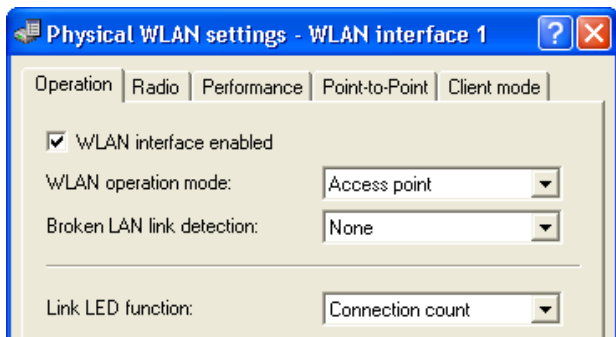 Physical WLAN settings - WLAN interface 1
Operation Radio Performance Point-to-Point Client mode
WLAN interface enabled
WLAN operation mode: Access point
Broken LAN link detection: None
Link LED function: Connection count